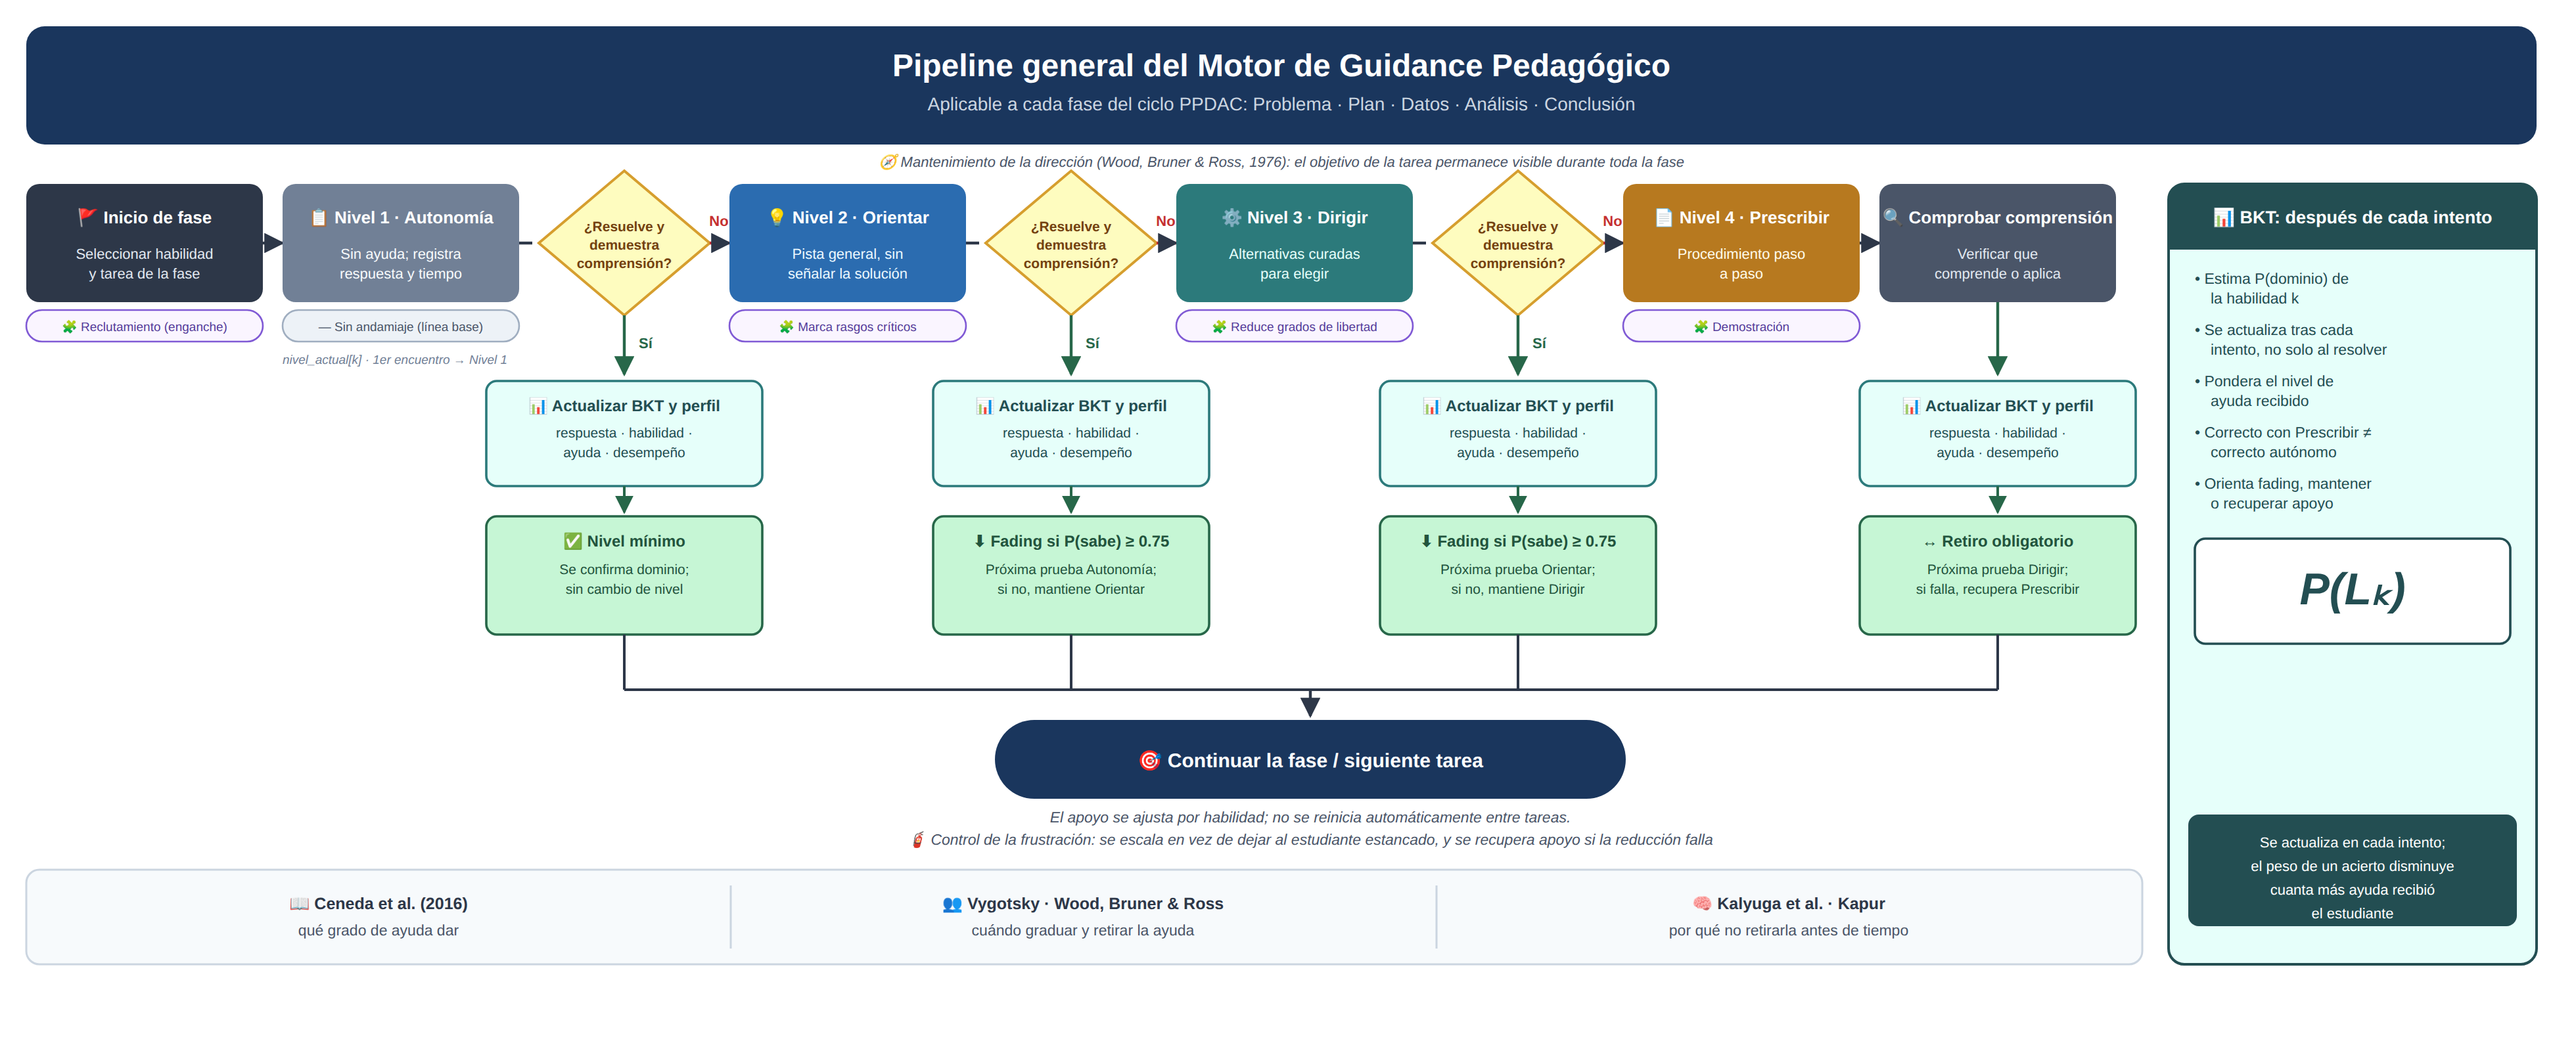 Pipeline general del Motor de Guidance Pedagógico
Aplicable a cada fase del ciclo PPDAC: Problema · Plan · Datos · Análisis · Conclusión
🧭 Mantenimiento de la dirección (Wood, Bruner & Ross, 1976): el objetivo de la tarea permanece visible durante toda la fase
🚩 Inicio de fase
Seleccionar habilidad
y tarea de la fase
🧩 Reclutamiento (enganche)
📋 Nivel 1 · Autonomía
Sin ayuda; registra
respuesta y tiempo
— Sin andamiaje (línea base)
nivel_actual[k] · 1er encuentro → Nivel 1
¿Resuelve y
demuestra
comprensión?
No
Sí
💡 Nivel 2 · Orientar
Pista general, sin
señalar la solución
🧩 Marca rasgos críticos
¿Resuelve y
demuestra
comprensión?
No
Sí
⚙️ Nivel 3 · Dirigir
Alternativas curadas
para elegir
🧩 Reduce grados de libertad
¿Resuelve y
demuestra
comprensión?
No
Sí
📄 Nivel 4 · Prescribir
Procedimiento paso
a paso
🧩 Demostración
🔍 Comprobar comprensión
Verificar que
comprende o aplica
📊 Actualizar BKT y perfil
respuesta · habilidad ·
ayuda · desempeño
📊 Actualizar BKT y perfil
respuesta · habilidad ·
ayuda · desempeño
📊 Actualizar BKT y perfil
respuesta · habilidad ·
ayuda · desempeño
📊 Actualizar BKT y perfil
respuesta · habilidad ·
ayuda · desempeño
✅ Nivel mínimo
Se confirma dominio;
sin cambio de nivel
⬇ Fading si P(sabe) ≥ 0.75
Próxima prueba Autonomía;
si no, mantiene Orientar
⬇ Fading si P(sabe) ≥ 0.75
Próxima prueba Orientar;
si no, mantiene Dirigir
↔ Retiro obligatorio
Próxima prueba Dirigir;
si falla, recupera Prescribir
🎯 Continuar la fase / siguiente tarea
El apoyo se ajusta por habilidad; no se reinicia automáticamente entre tareas.
🧯 Control de la frustración: se escala en vez de dejar al estudiante estancado, y se recupera apoyo si la reducción falla
📖 Ceneda et al. (2016)
qué grado de ayuda dar
👥 Vygotsky · Wood, Bruner & Ross
cuándo graduar y retirar la ayuda
🧠 Kalyuga et al. · Kapur
por qué no retirarla antes de tiempo
📊 BKT: después de cada intento
• Estima P(dominio) de
la habilidad k
• Se actualiza tras cada
intento, no solo al resolver
• Pondera el nivel de
ayuda recibido
• Correcto con Prescribir ≠
correcto autónomo
• Orienta fading, mantener
o recuperar apoyo
P(Lₖ)
Se actualiza en cada intento;
el peso de un acierto disminuye
cuanta más ayuda recibió
el estudiante